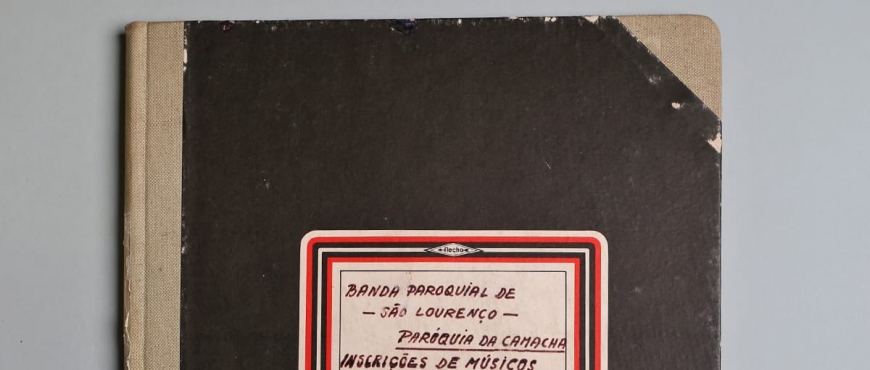 flecha
BANDA PAROQUIAL DE
— SÃO LOURENÇO —
PARÓQUIA DA CAMACHA
INSCRIÇÕES DE MÚSICOS